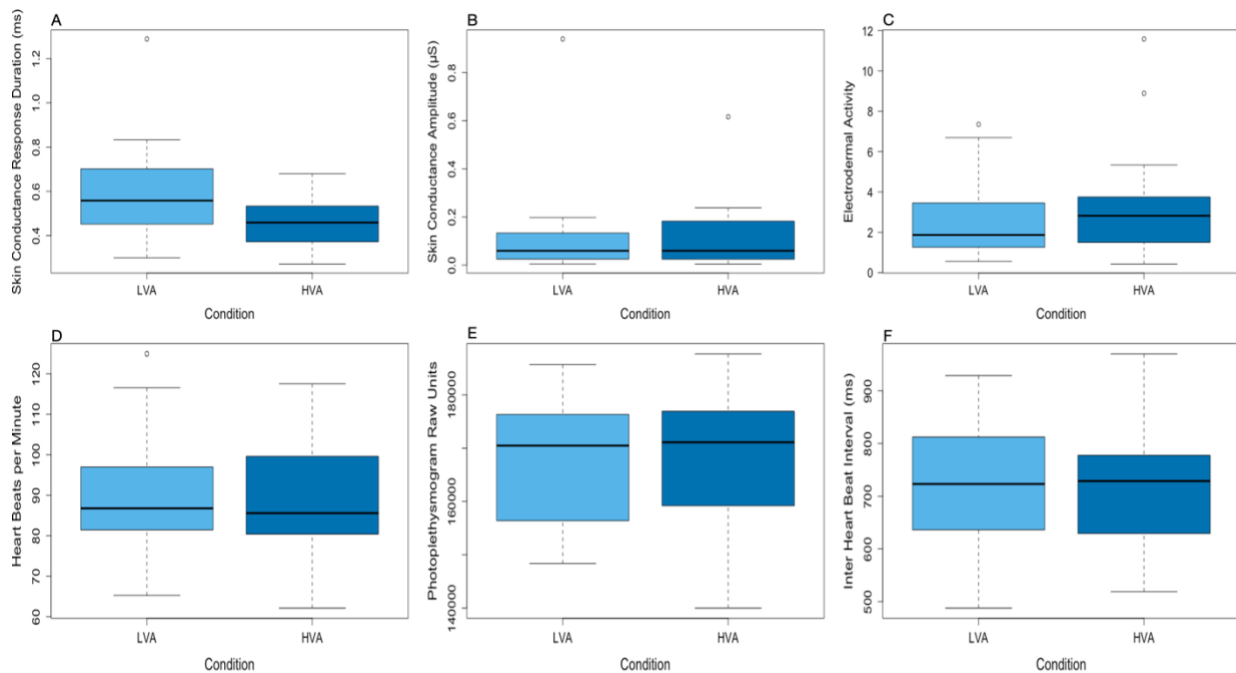 A
Skin Conductance Response Duration (ms)
1.2
1.0
0.8
0.6
0.4
LVA
HVA
Condition
B
Skin Conductance Amplitude (µS)
0.8
0.6
0.4
0.2
0.0
LVA
HVA
Condition
C
Electrodermal Activity
12
10
8
6
4
2
0
LVA
HVA
Condition
D
Heart Beats per Minute
120
110
100
90
80
70
60
LVA
HVA
Condition
E
Photoplethysmogram Raw Units
180000
160000
140000
LVA
HVA
Condition
F
Inter Heart Beat Interval (ms)
900
800
700
600
500
LVA
HVA
Condition